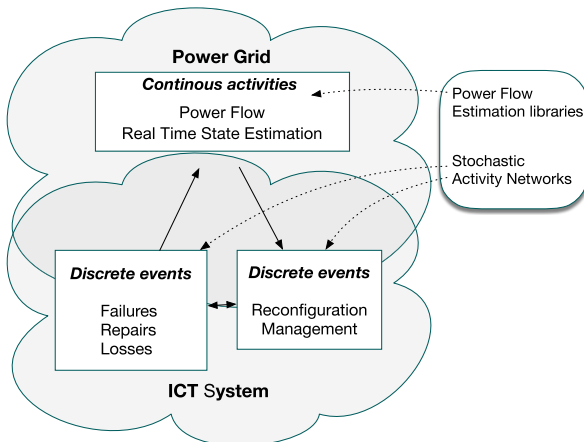 Power Grid
Continous activities
Power Flow
Real Time State Estimation
Power Flow
Estimation libraries
Stochastic
Activity Networks
Discrete events
Failures
Repairs
Losses
Discrete events
Reconfiguration
Management
ICT System